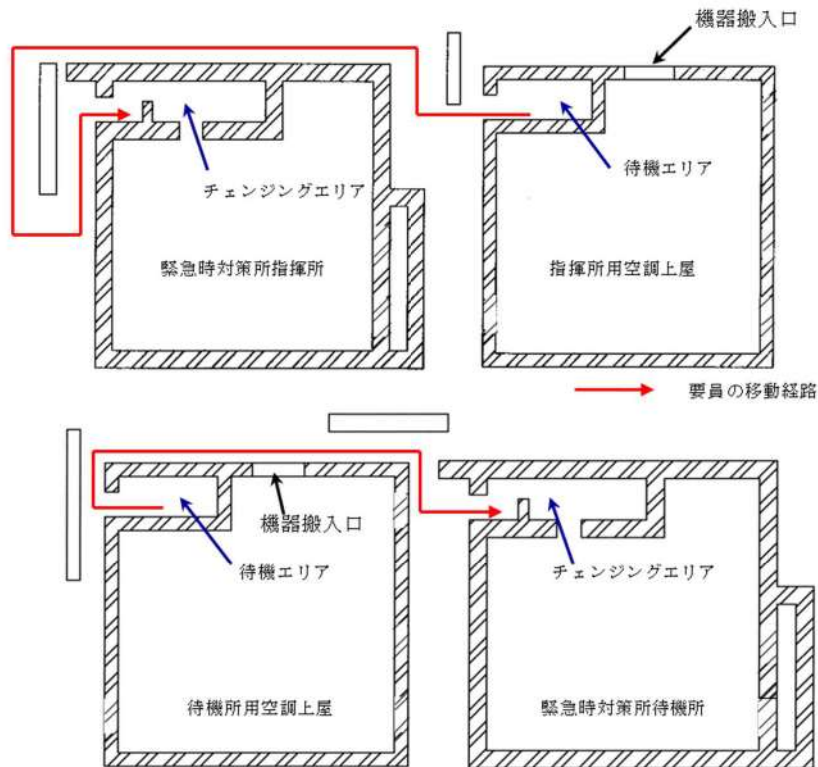 機器搬入口
チェンジングエリア
待機エリア
緊急時対策所指揮所
指揮所用空調上屋
要員の移動経路
機器搬入口
待機エリア
チェンジングエリア
待機所用空調上屋
緊急時対策所待機所